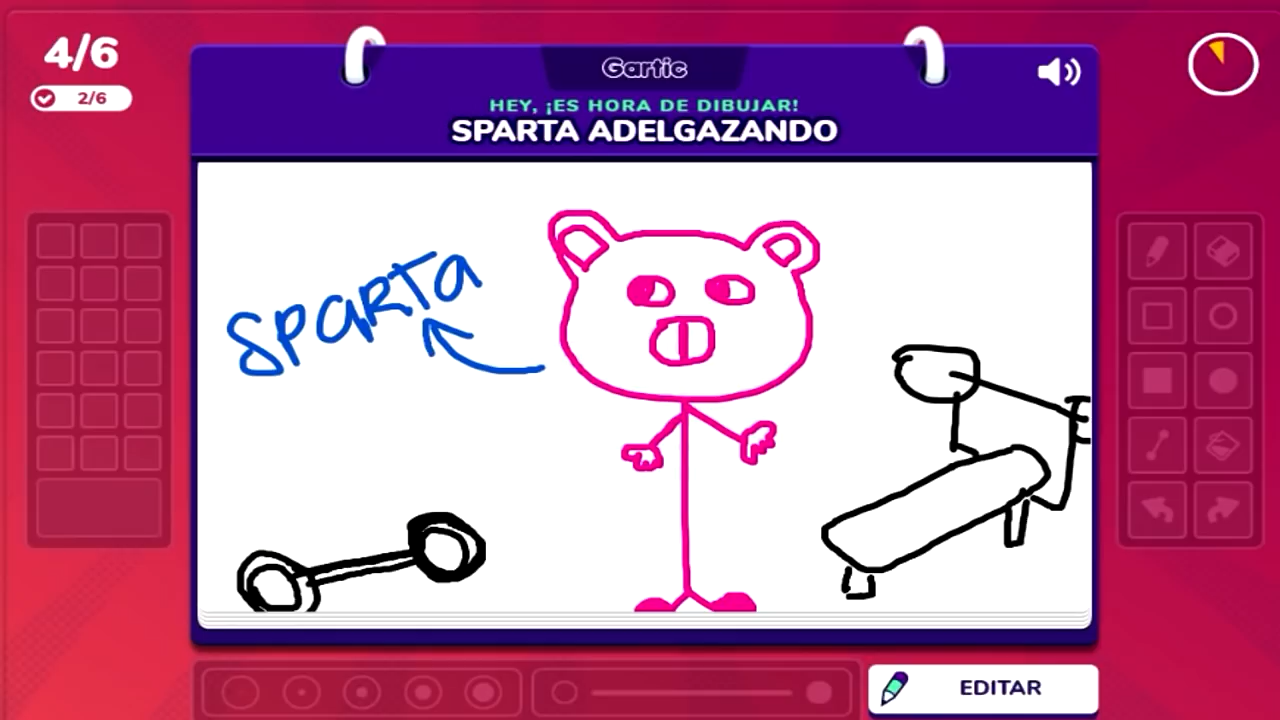 4/6
2/6
Gartic
HEY, ¡ES HORA DE DIBUJAR!
SPARTA ADELGAZANDO
SPARTA
EDITAR